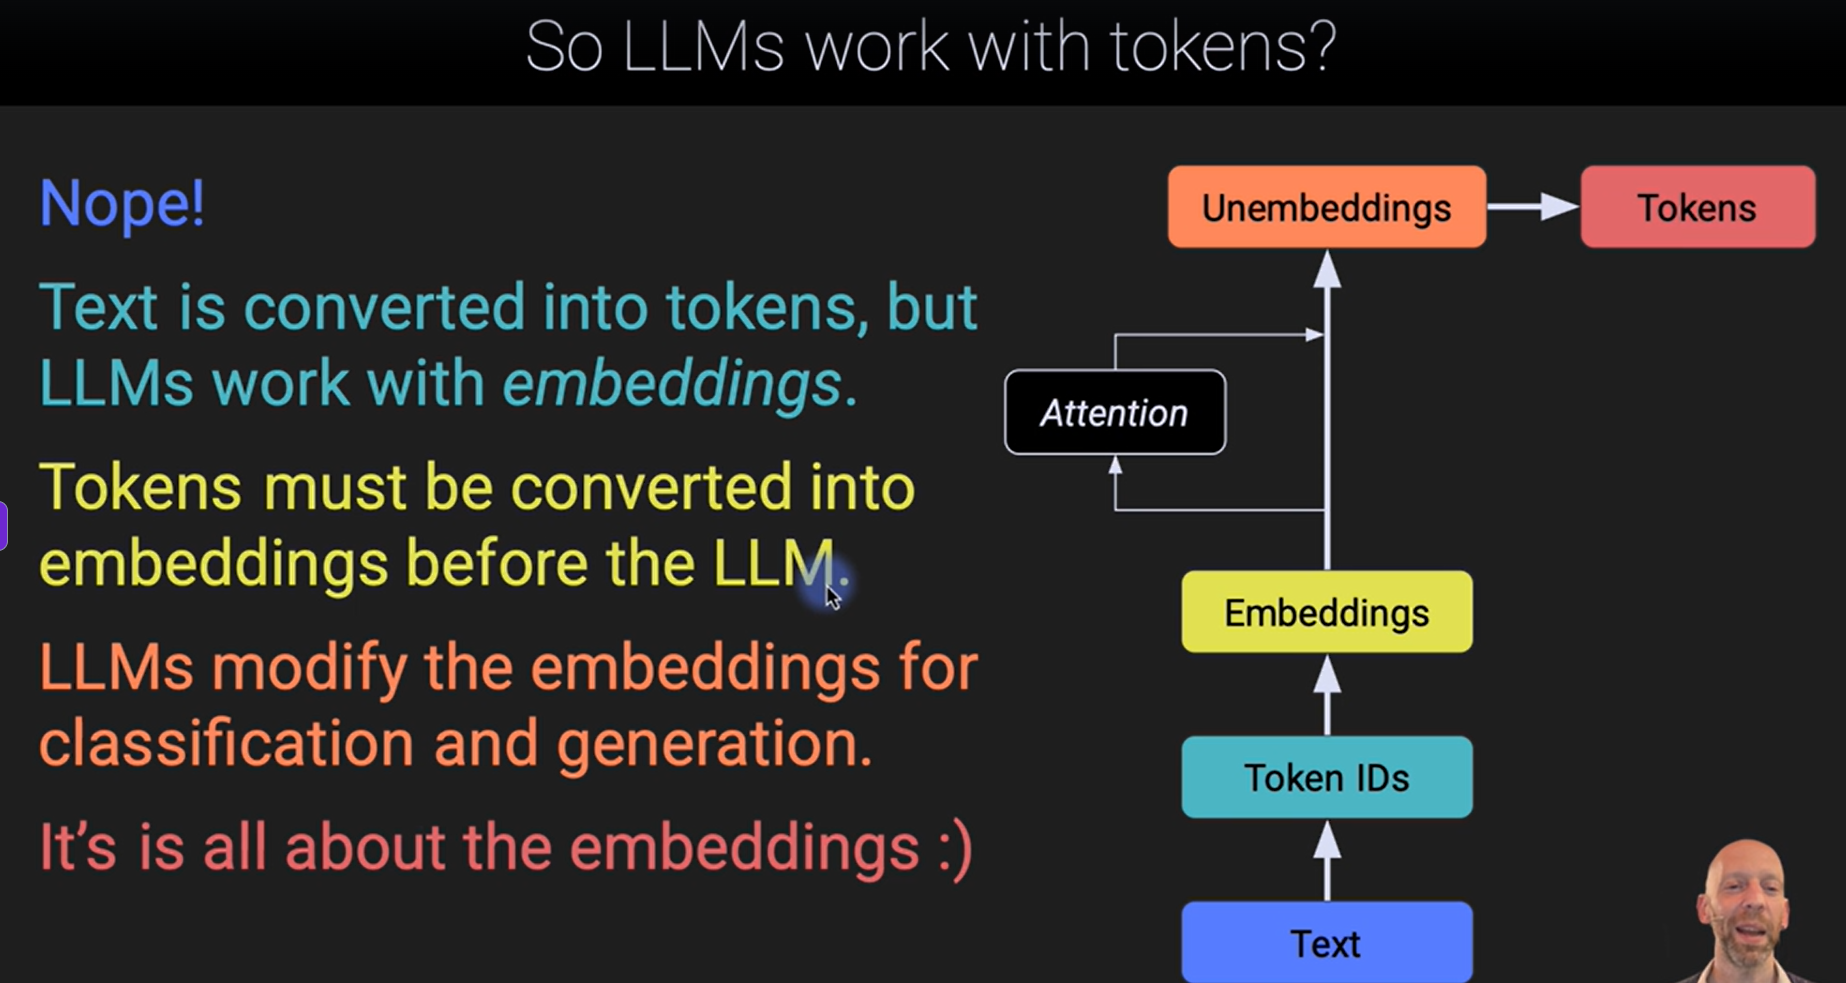 So LLMs work with tokens?
Nope!
Text is converted into tokens, but
LLMs work with embeddings.
Tokens must be converted into
embeddings before the LLM.
LLMs modify the embeddings for
classification and generation.
It's is all about the embeddings :)
Unembeddings
Tokens
Attention
Embeddings
Token IDs
Text